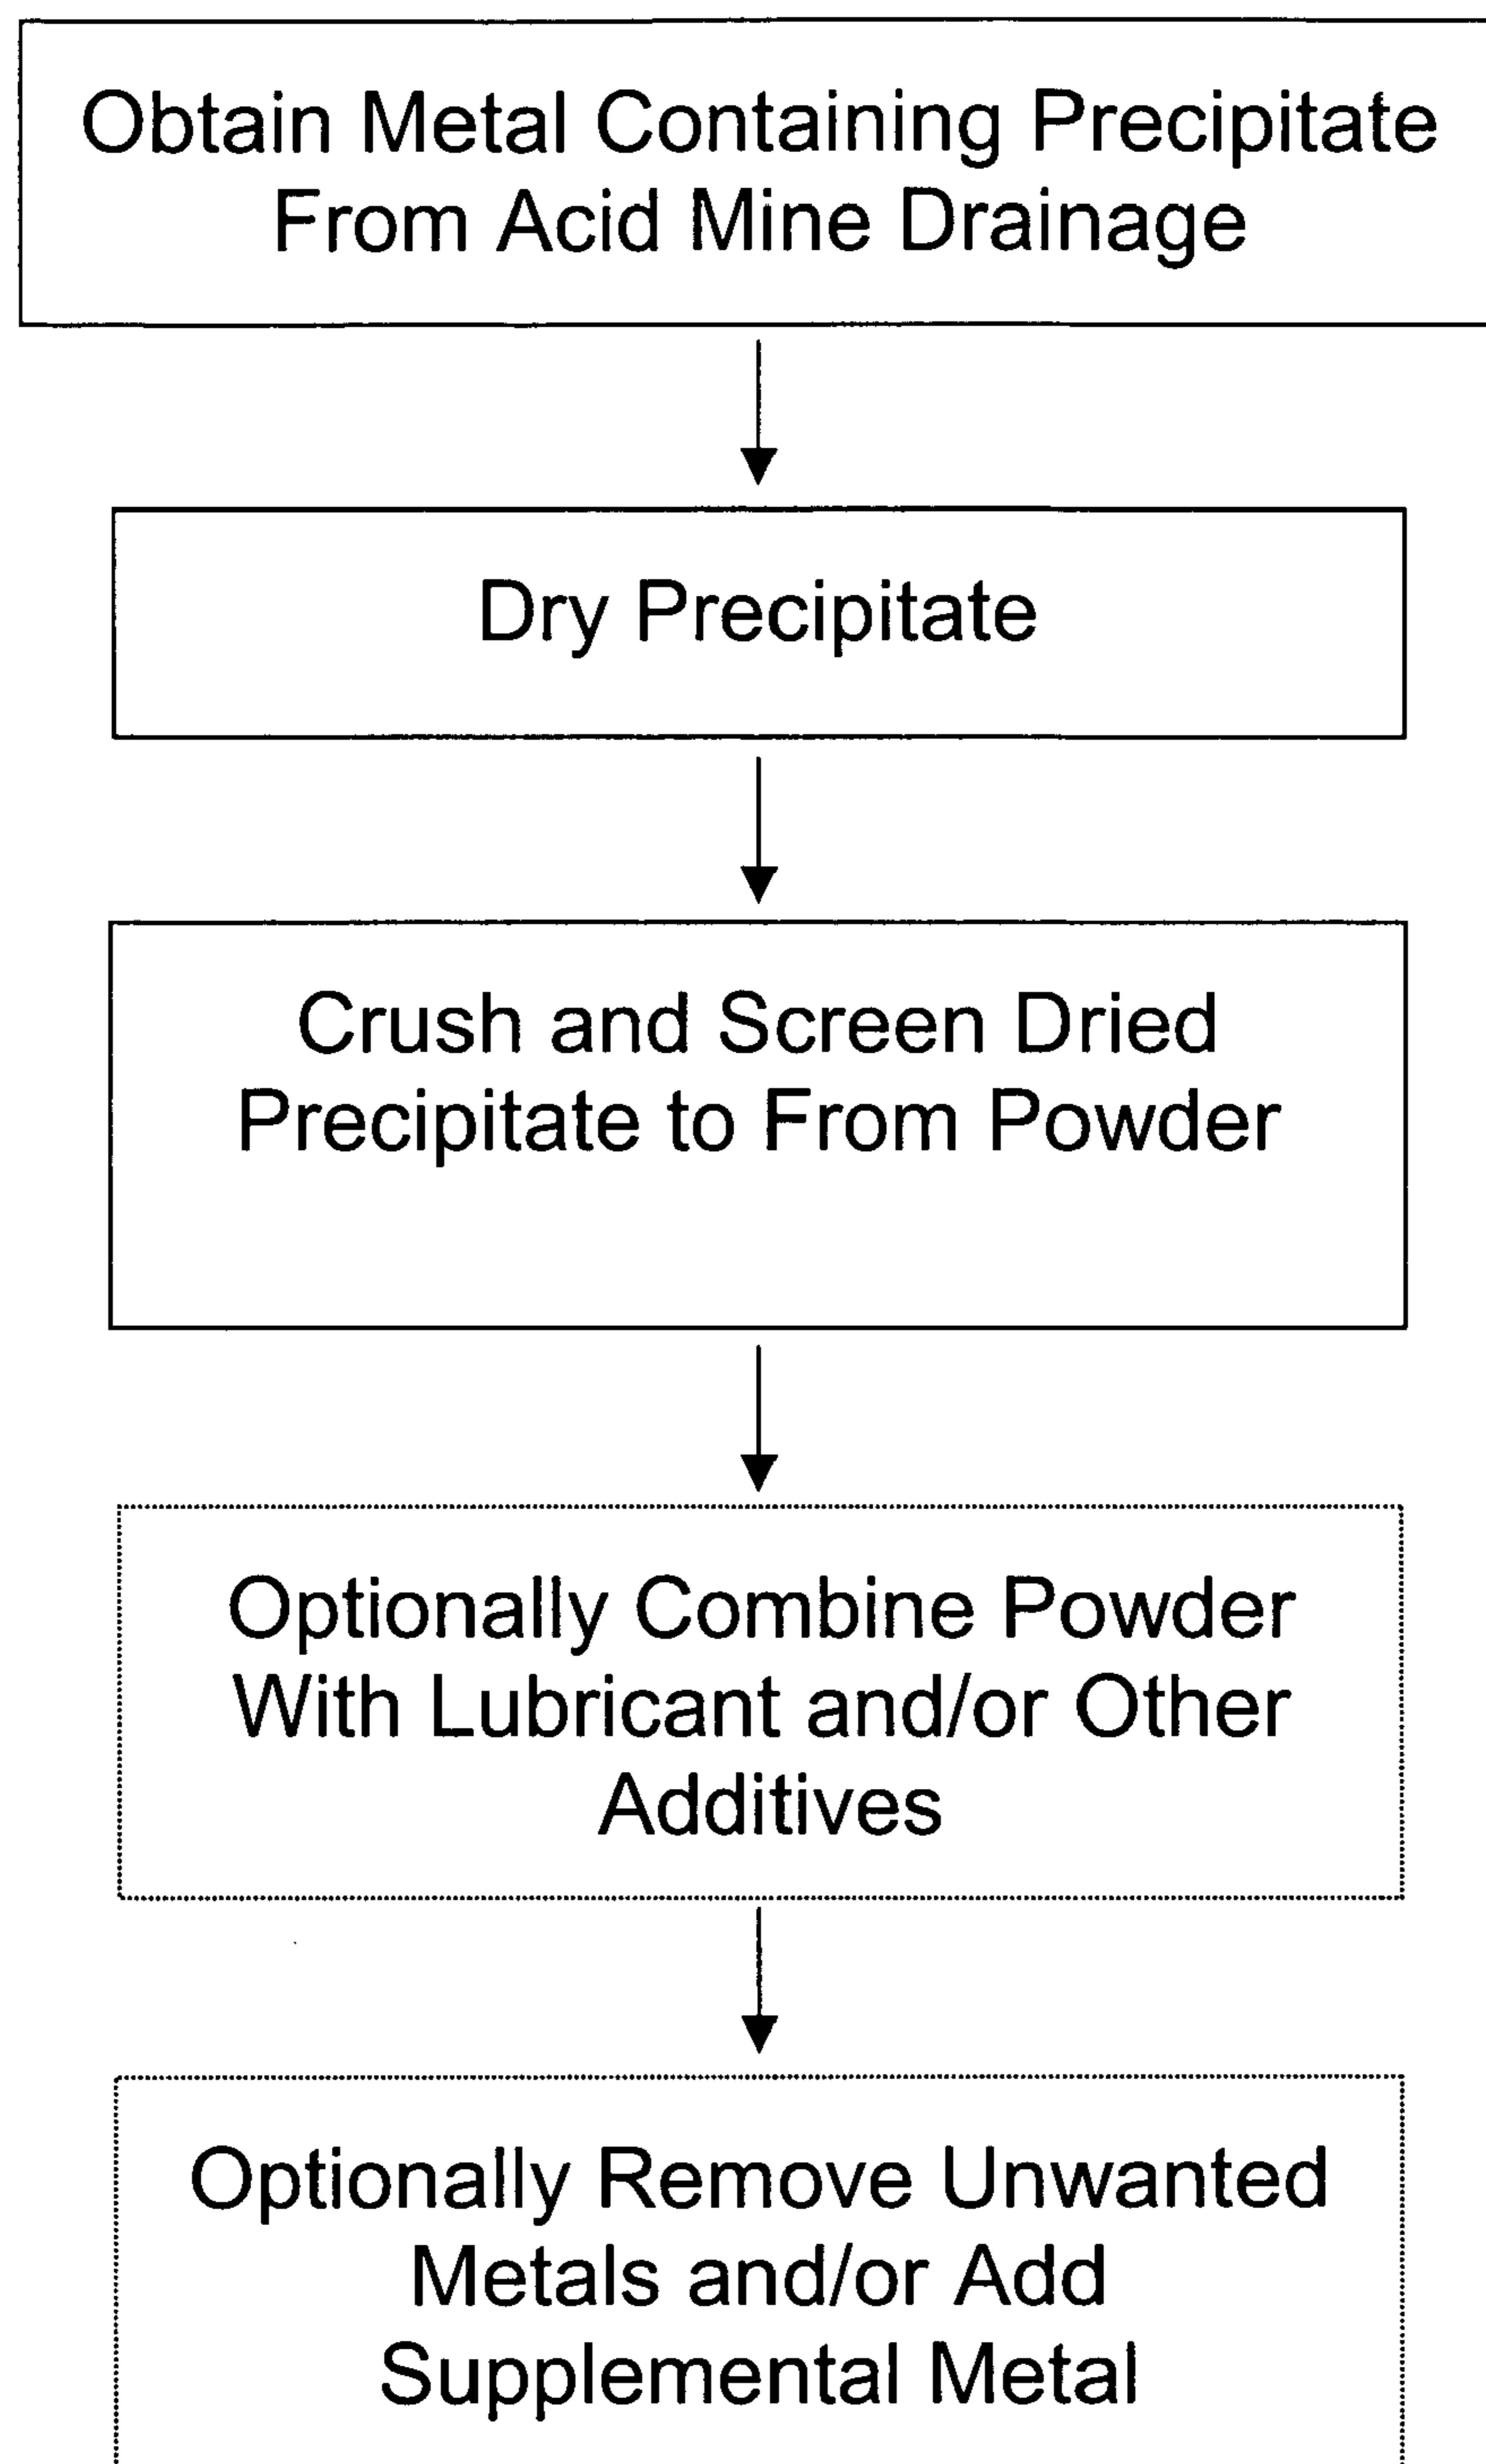 Obtain Metal Containing Precipitate
From Acid Mine Drainage
Dry Precipitate
Crush and Screen Dried
Precipitate to From Powder
Optionally Combine Powder
With Lubricant and/or Other
Additives
Optionally Remove Unwanted
Metals and/or Add
Supplemental Metal